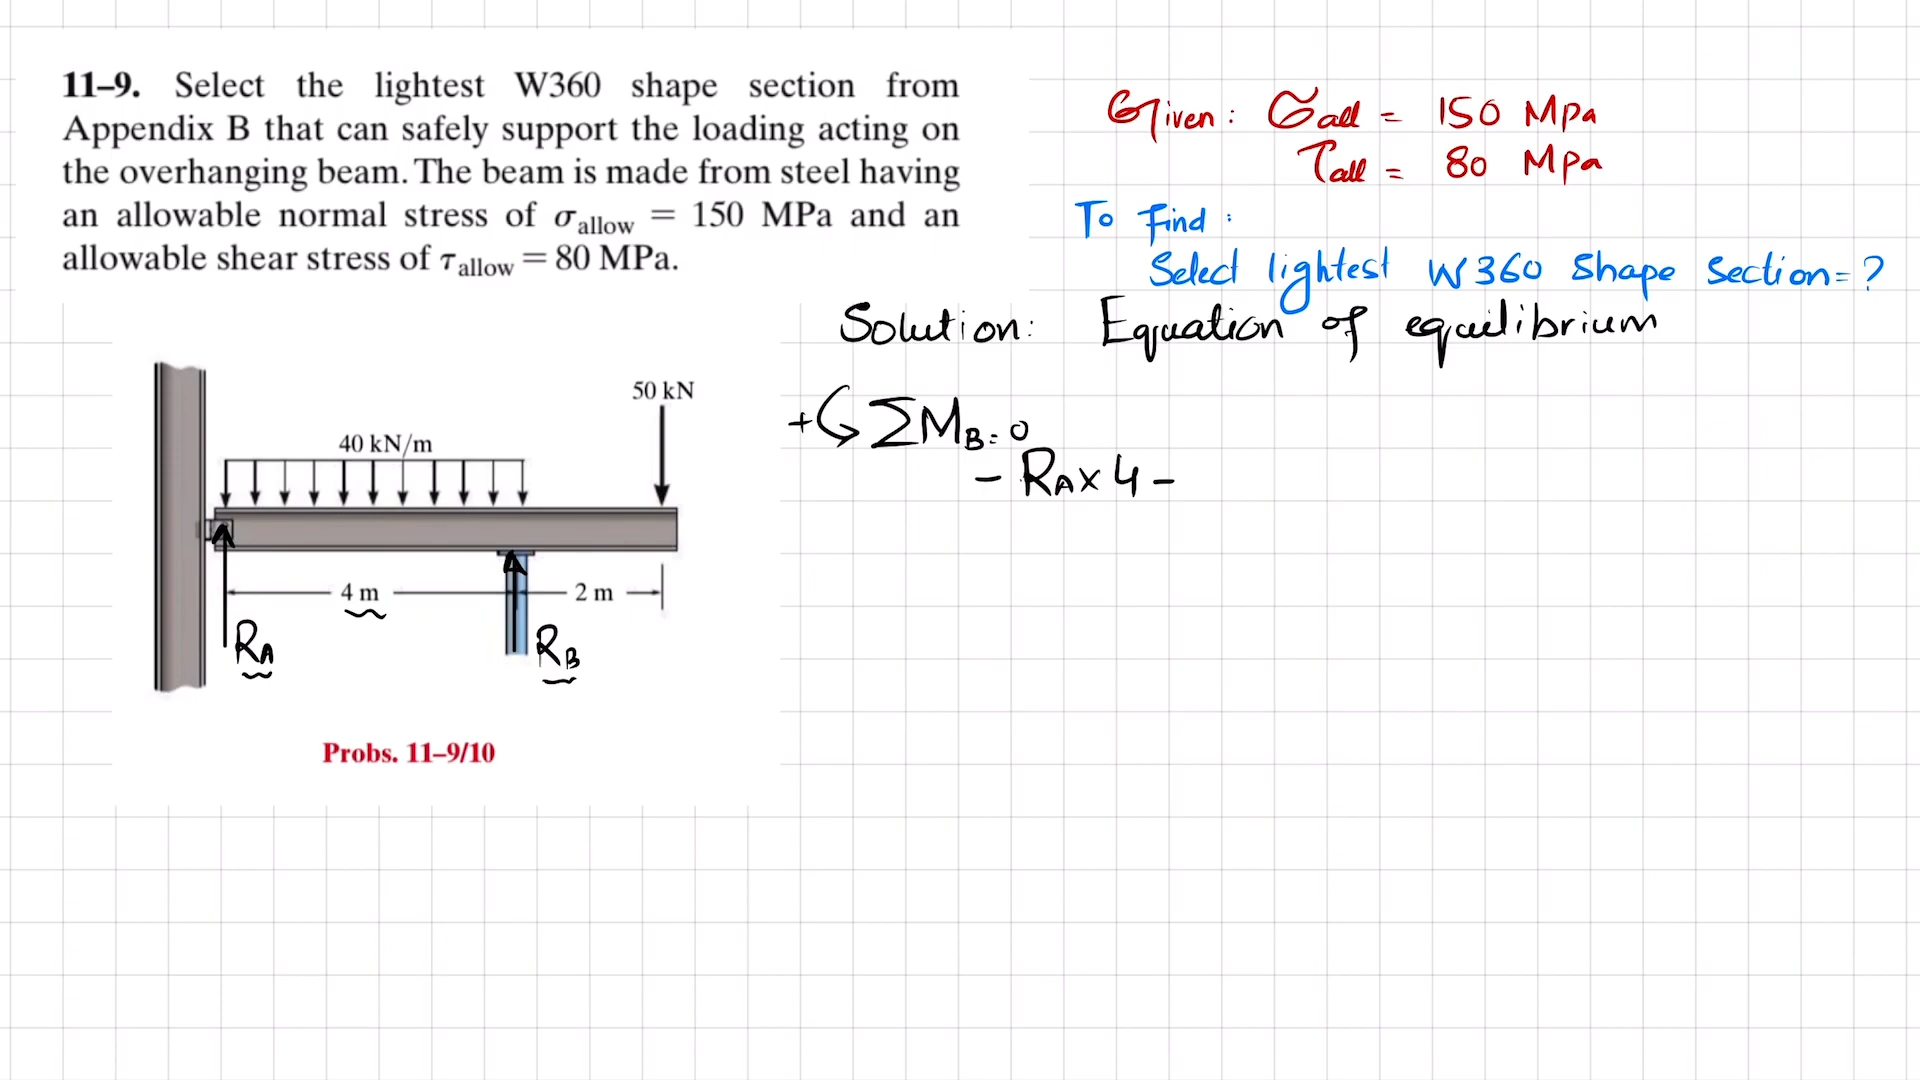 11–9. Select the lightest W360 shape section from
Appendix B that can safely support the loading acting on
the overhanging beam. The beam is made from steel having
an allowable normal stress of σallow = 150 MPa and an
allowable shear stress of τallow = 80 MPa.
Given: σall = 150 MPa
τall = 80 MPa
To find:
Select lightest W360 shape section=?
Solution: Equation of equilibrium
+ ΣMB=0
- RA×4 -
50 kN
40 kN/m
4 m
2 m
RA
RB
Probs. 11–9/10